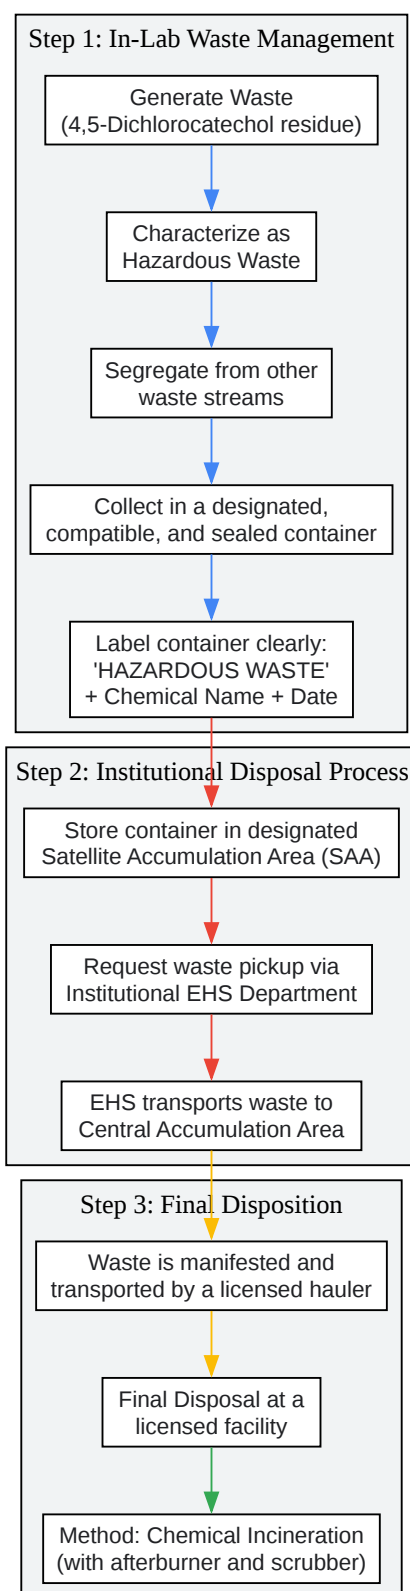 Step 1: In-Lab Waste Management
Generate Waste
(4,5-Dichlorocatechol residue)
Characterize as
Hazardous Waste
Segregate from other
waste streams
Collect in a designated,
compatible, and sealed container
Label container clearly:
'HAZARDOUS WASTE'
+ Chemical Name + Date
Step 2: Institutional Disposal Process
Store container in designated
Satellite Accumulation Area (SAA)
Request waste pickup via
Institutional EHS Department
EHS transports waste to
Central Accumulation Area
Step 3: Final Disposition
Waste is manifested and
transported by a licensed hauler
Final Disposal at a
licensed facility
Method: Chemical Incineration
(with afterburner and scrubber)